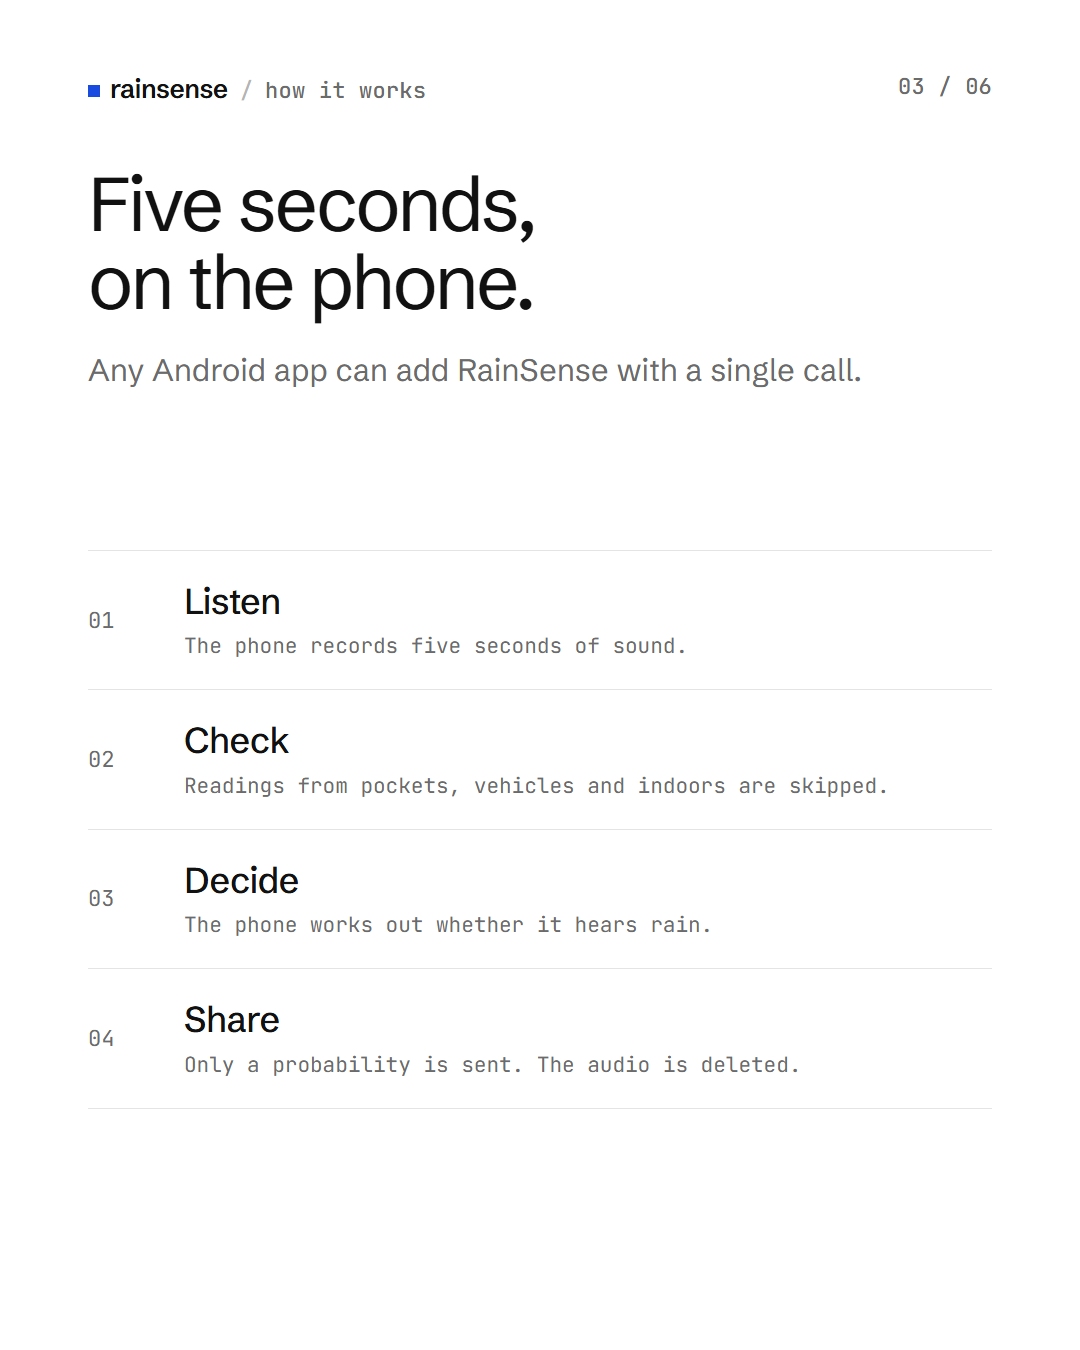 rainsense / how it works
03 / 06
Five seconds,
on the phone.
Any Android app can add RainSense with a single call.
01
Listen
The phone records five seconds of sound.
02
Check
Readings from pockets, vehicles and indoors are skipped.
03
Decide
The phone works out whether it hears rain.
04
Share
Only a probability is sent. The audio is deleted.